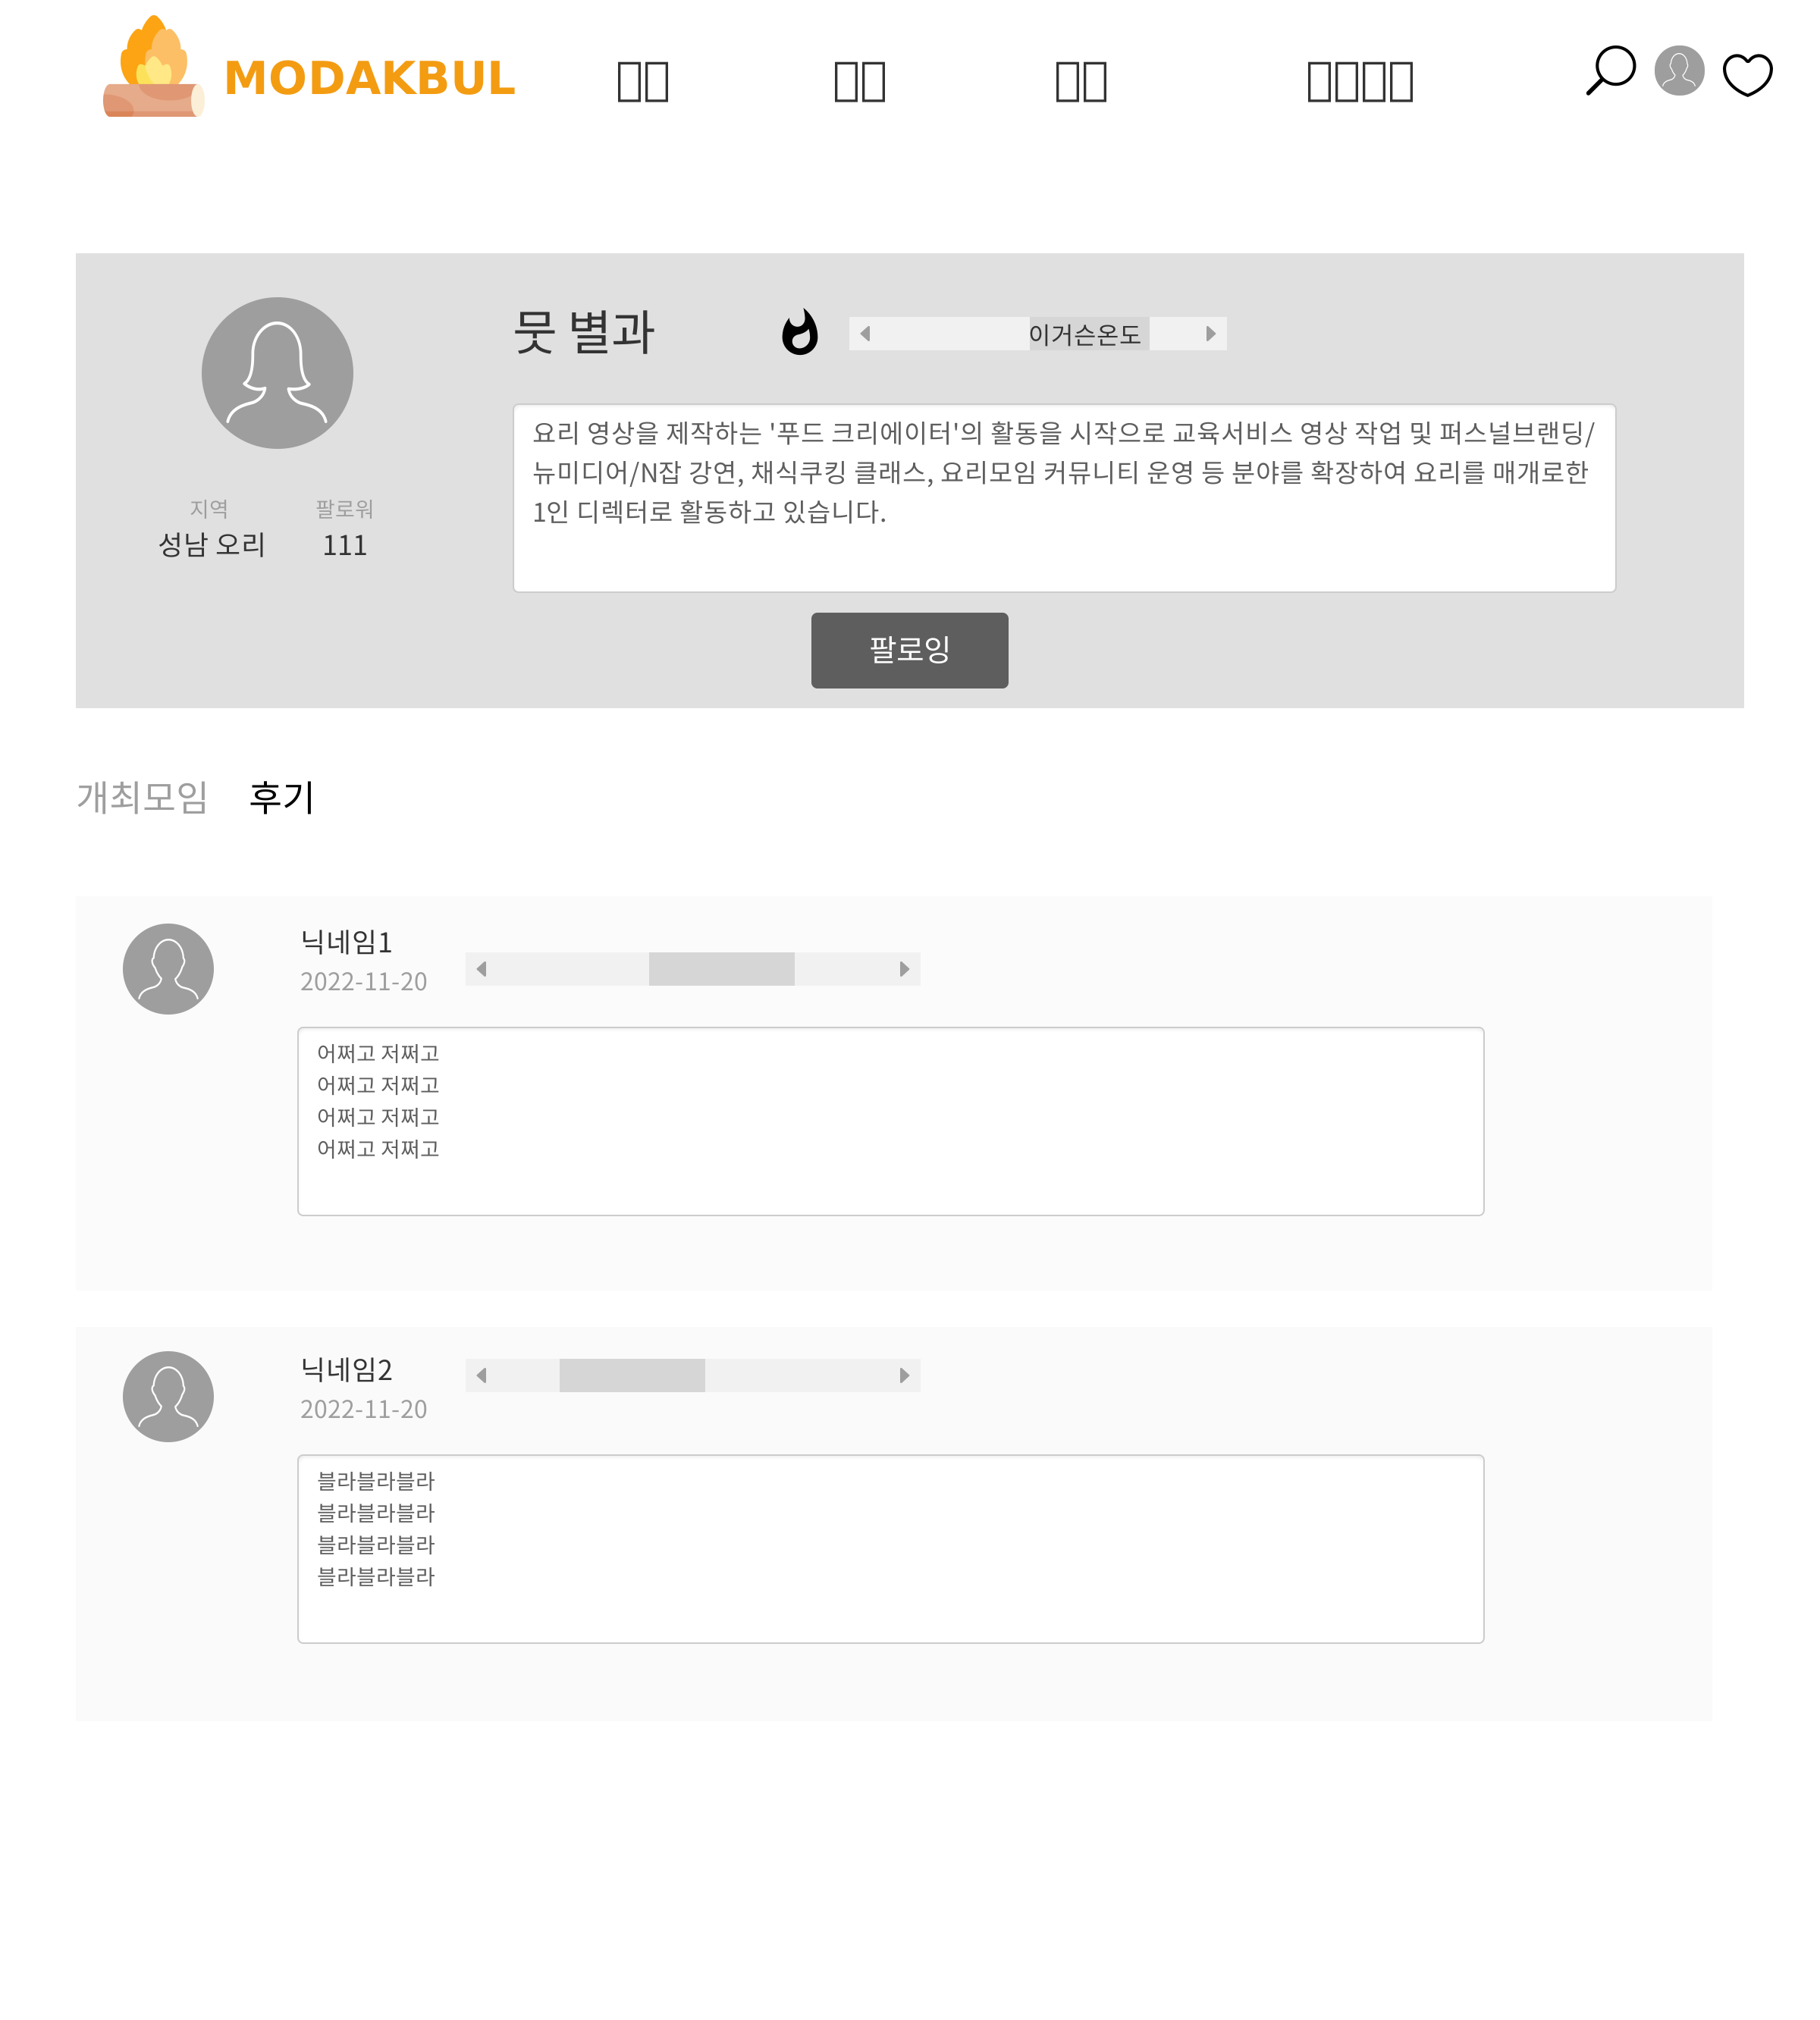 MODAKBUL
뭇 별과
이거슨온도
요리 영상을 제작하는 '푸드 크리에이터'의 활동을 시작으로 교육서비스 영상 작업 및 퍼스널브랜딩/
뉴미디어/N잡 강연, 채식쿠킹 클래스, 요리모임 커뮤니티 운영 등 분야를 확장하여 요리를 매개로한
1인 디렉터로 활동하고 있습니다.
지역
팔로워
성남 오리
111
팔로잉
개최모임
후기
닉네임1
2022-11-20
어쩌고 저쩌고
어쩌고 저쩌고
어쩌고 저쩌고
어쩌고 저쩌고
닉네임2
2022-11-20
블라블라블라
블라블라블라
블라블라블라
블라블라블라